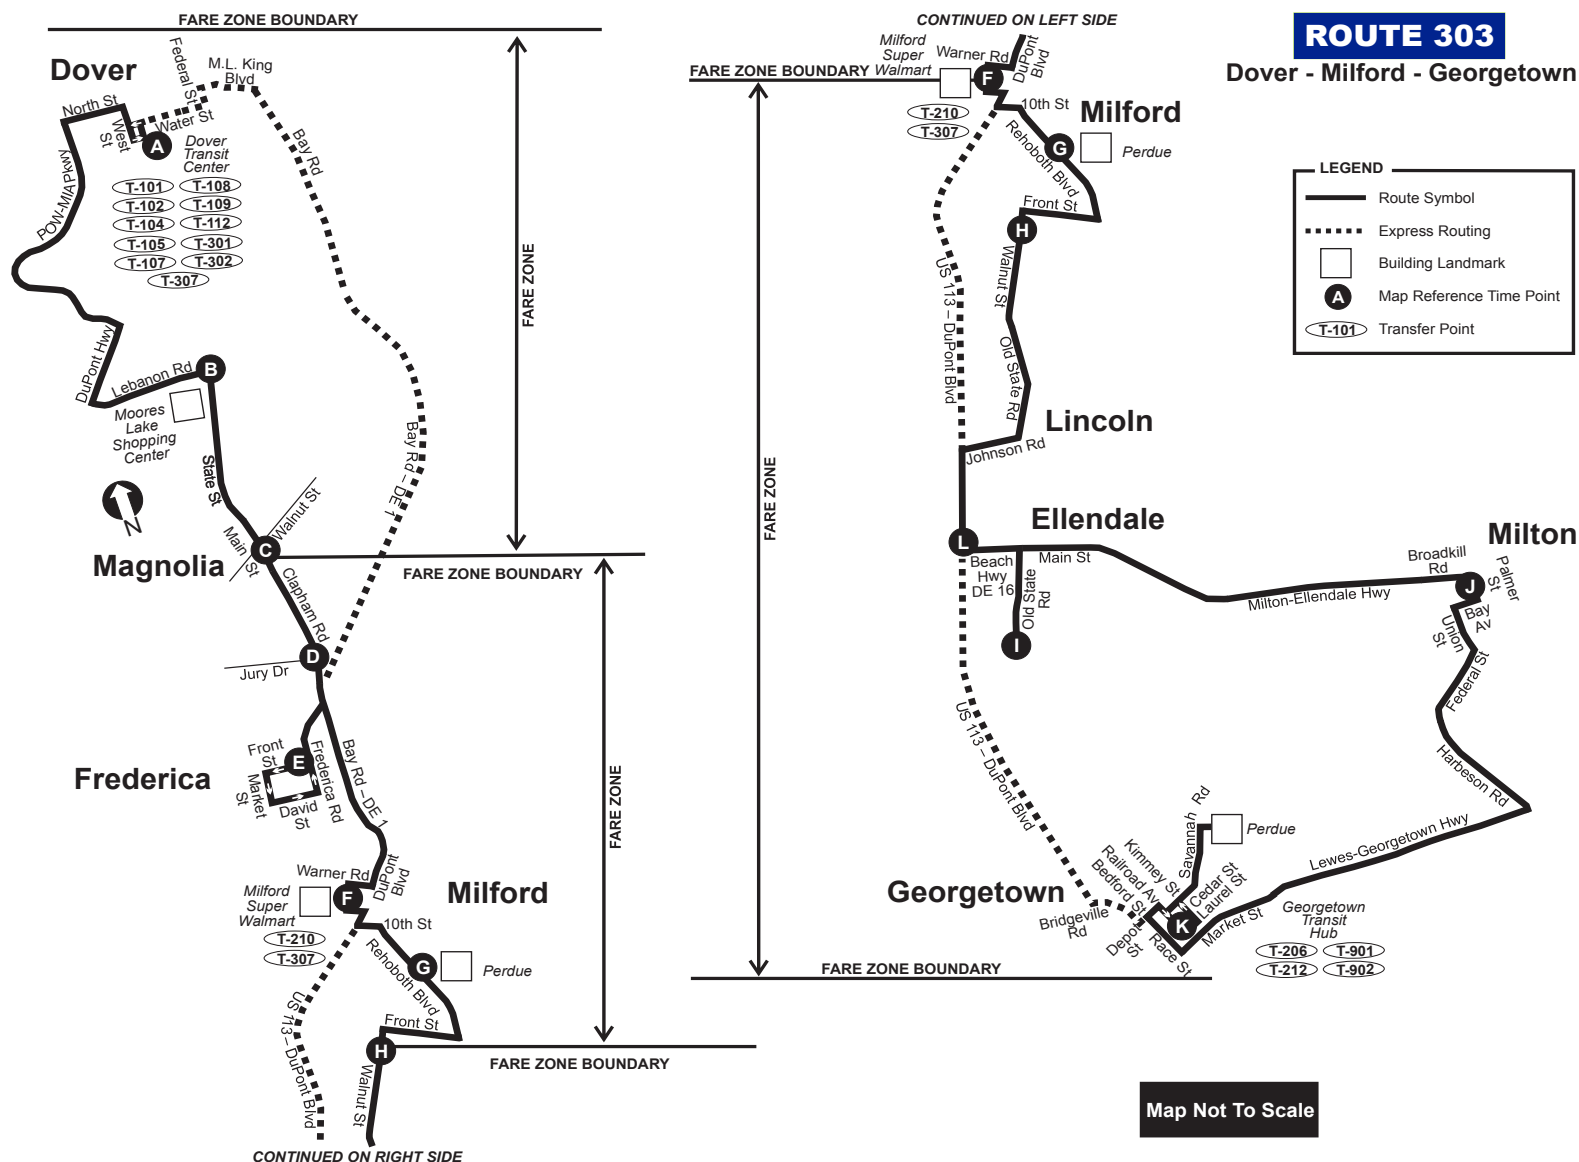 FARE ZONE BOUNDARY
Dover
Federal St
M.L. King
Blvd
North St
West
St
Water St
A
Dover
Transit
Center
Bay Rd
T-101
T-108
T-102
T-109
T-104
T-112
T-105
T-301
T-107
T-302
T-307
POW-MIA Pkwy
FARE ZONE
DuPont Hwy
Lebanon Rd
B
Moores
Lake
Shopping
Center
State St
Bay Rd – DE 1
N
Walnut St
Main St
C
Magnolia
FARE ZONE BOUNDARY
Clapham Rd
D
Jury Dr
Front
St
E
Frederica
Market
St
David
St
Frederica Rd
Bay Rd – DE 1
FARE ZONE
Warner Rd
DuPont
Blvd
Milford
Super
Walmart
F
Milford
10th St
T-210
T-307
Rehoboth Blvd
G
Perdue
US 113 – DuPont Blvd
Front St
H
FARE ZONE BOUNDARY
Walnut St
CONTINUED ON RIGHT SIDE
CONTINUED ON LEFT SIDE
Milford
Super
Walmart
Warner Rd
DuPont
Blvd
FARE ZONE BOUNDARY
F
10th St
Milford
T-210
T-307
Rehoboth Blvd
G
Perdue
Front St
H
Walnut St
US 113 – DuPont Blvd
Old State Rd
Lincoln
Johnson Rd
FARE ZONE
Ellendale
L
Beach
Hwy
DE 16
Main St
Old State
Rd
I
Milton
Broadkill
Rd
Palmer
St
Milton-Ellendale Hwy
J
Bay
Av
Union
St
Federal St
US 113 – DuPont Blvd
Harbeson Rd
Savannah Rd
Perdue
Lewes-Georgetown Hwy
Kimmey St
Railroad Av
Bedford St
Cedar St
Laurel St
Georgetown
Bridgeville
Rd
Depot
St
K
Race St
Market St
Georgetown
Transit
Hub
T-206
T-901
T-212
T-902
FARE ZONE BOUNDARY
ROUTE 303
Dover - Milford - Georgetown
LEGEND
Route Symbol
Express Routing
Building Landmark
A
Map Reference Time Point
T-101
Transfer Point
Map Not To Scale